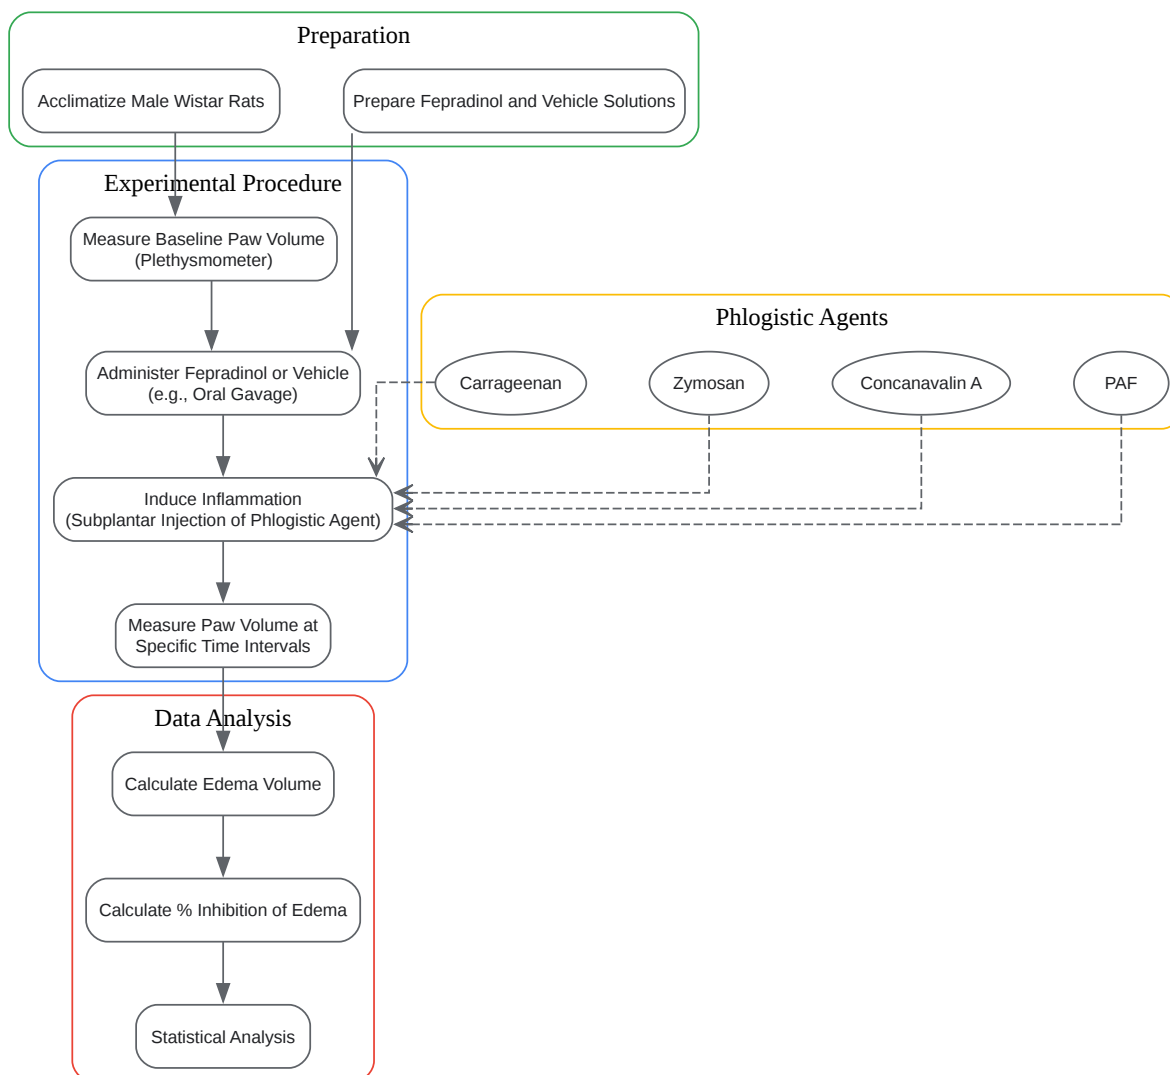 Preparation
Acclimatize Male Wistar Rats
Prepare Fepradinol and Vehicle Solutions
Experimental Procedure
Measure Baseline Paw Volume
(Plethysmometer)
Phlogistic Agents
Administer Fepradinol or Vehicle
(e.g., Oral Gavage)
Carrageenan
Zymosan
Concanavalin A
PAF
Induce Inflammation
(Subplantar Injection of Phlogistic Agent)
Measure Paw Volume at
Specific Time Intervals
Data Analysis
Calculate Edema Volume
Calculate % Inhibition of Edema
Statistical Analysis